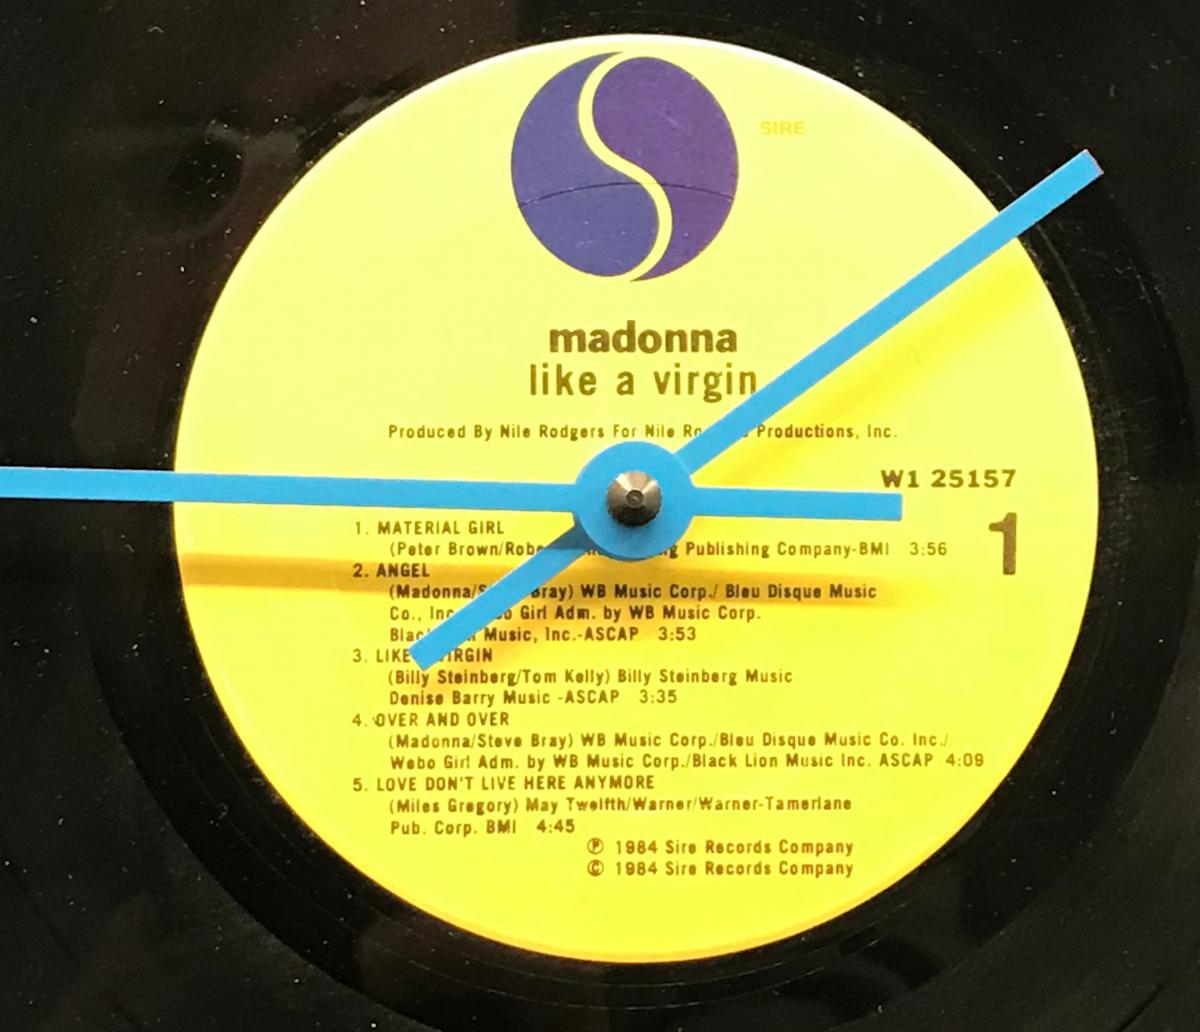 SIRE
madonna
like a virgin
Produced By Nile Rodgers For Nile Productions, Inc.
W1 25157
1
1. MATERIAL GIRL
(Peter Brown/ Publishing Company-BMI 3:56
2. ANGEL
(Madonna/ Bray) WB Music Corp./ Bleu Disque Music
Co., Girl Adm. by WB Music Corp.
Music, Inc.-ASCAP 3:53
3. LIKE VIRGIN
(Billy Steinberg/Tom Kelly) Billy Steinberg Music
Denise Barry Music -ASCAP 3:35
4. OVER AND OVER
(Madonna/Steve Bray) WB Music Corp./Bleu Disque Music Co. Inc./
Webo Girl Adm. by WB Music Corp./Black Lion Music Inc. ASCAP 4:09
5. LOVE DON'T LIVE HERE ANYMORE
(Miles Gregory) May Twelfth/Warner/Warner-Tamerlane
Pub. Corp. BMI 4:45
Ⓟ 1984 Sire Records Company
© 1984 Sire Records Company